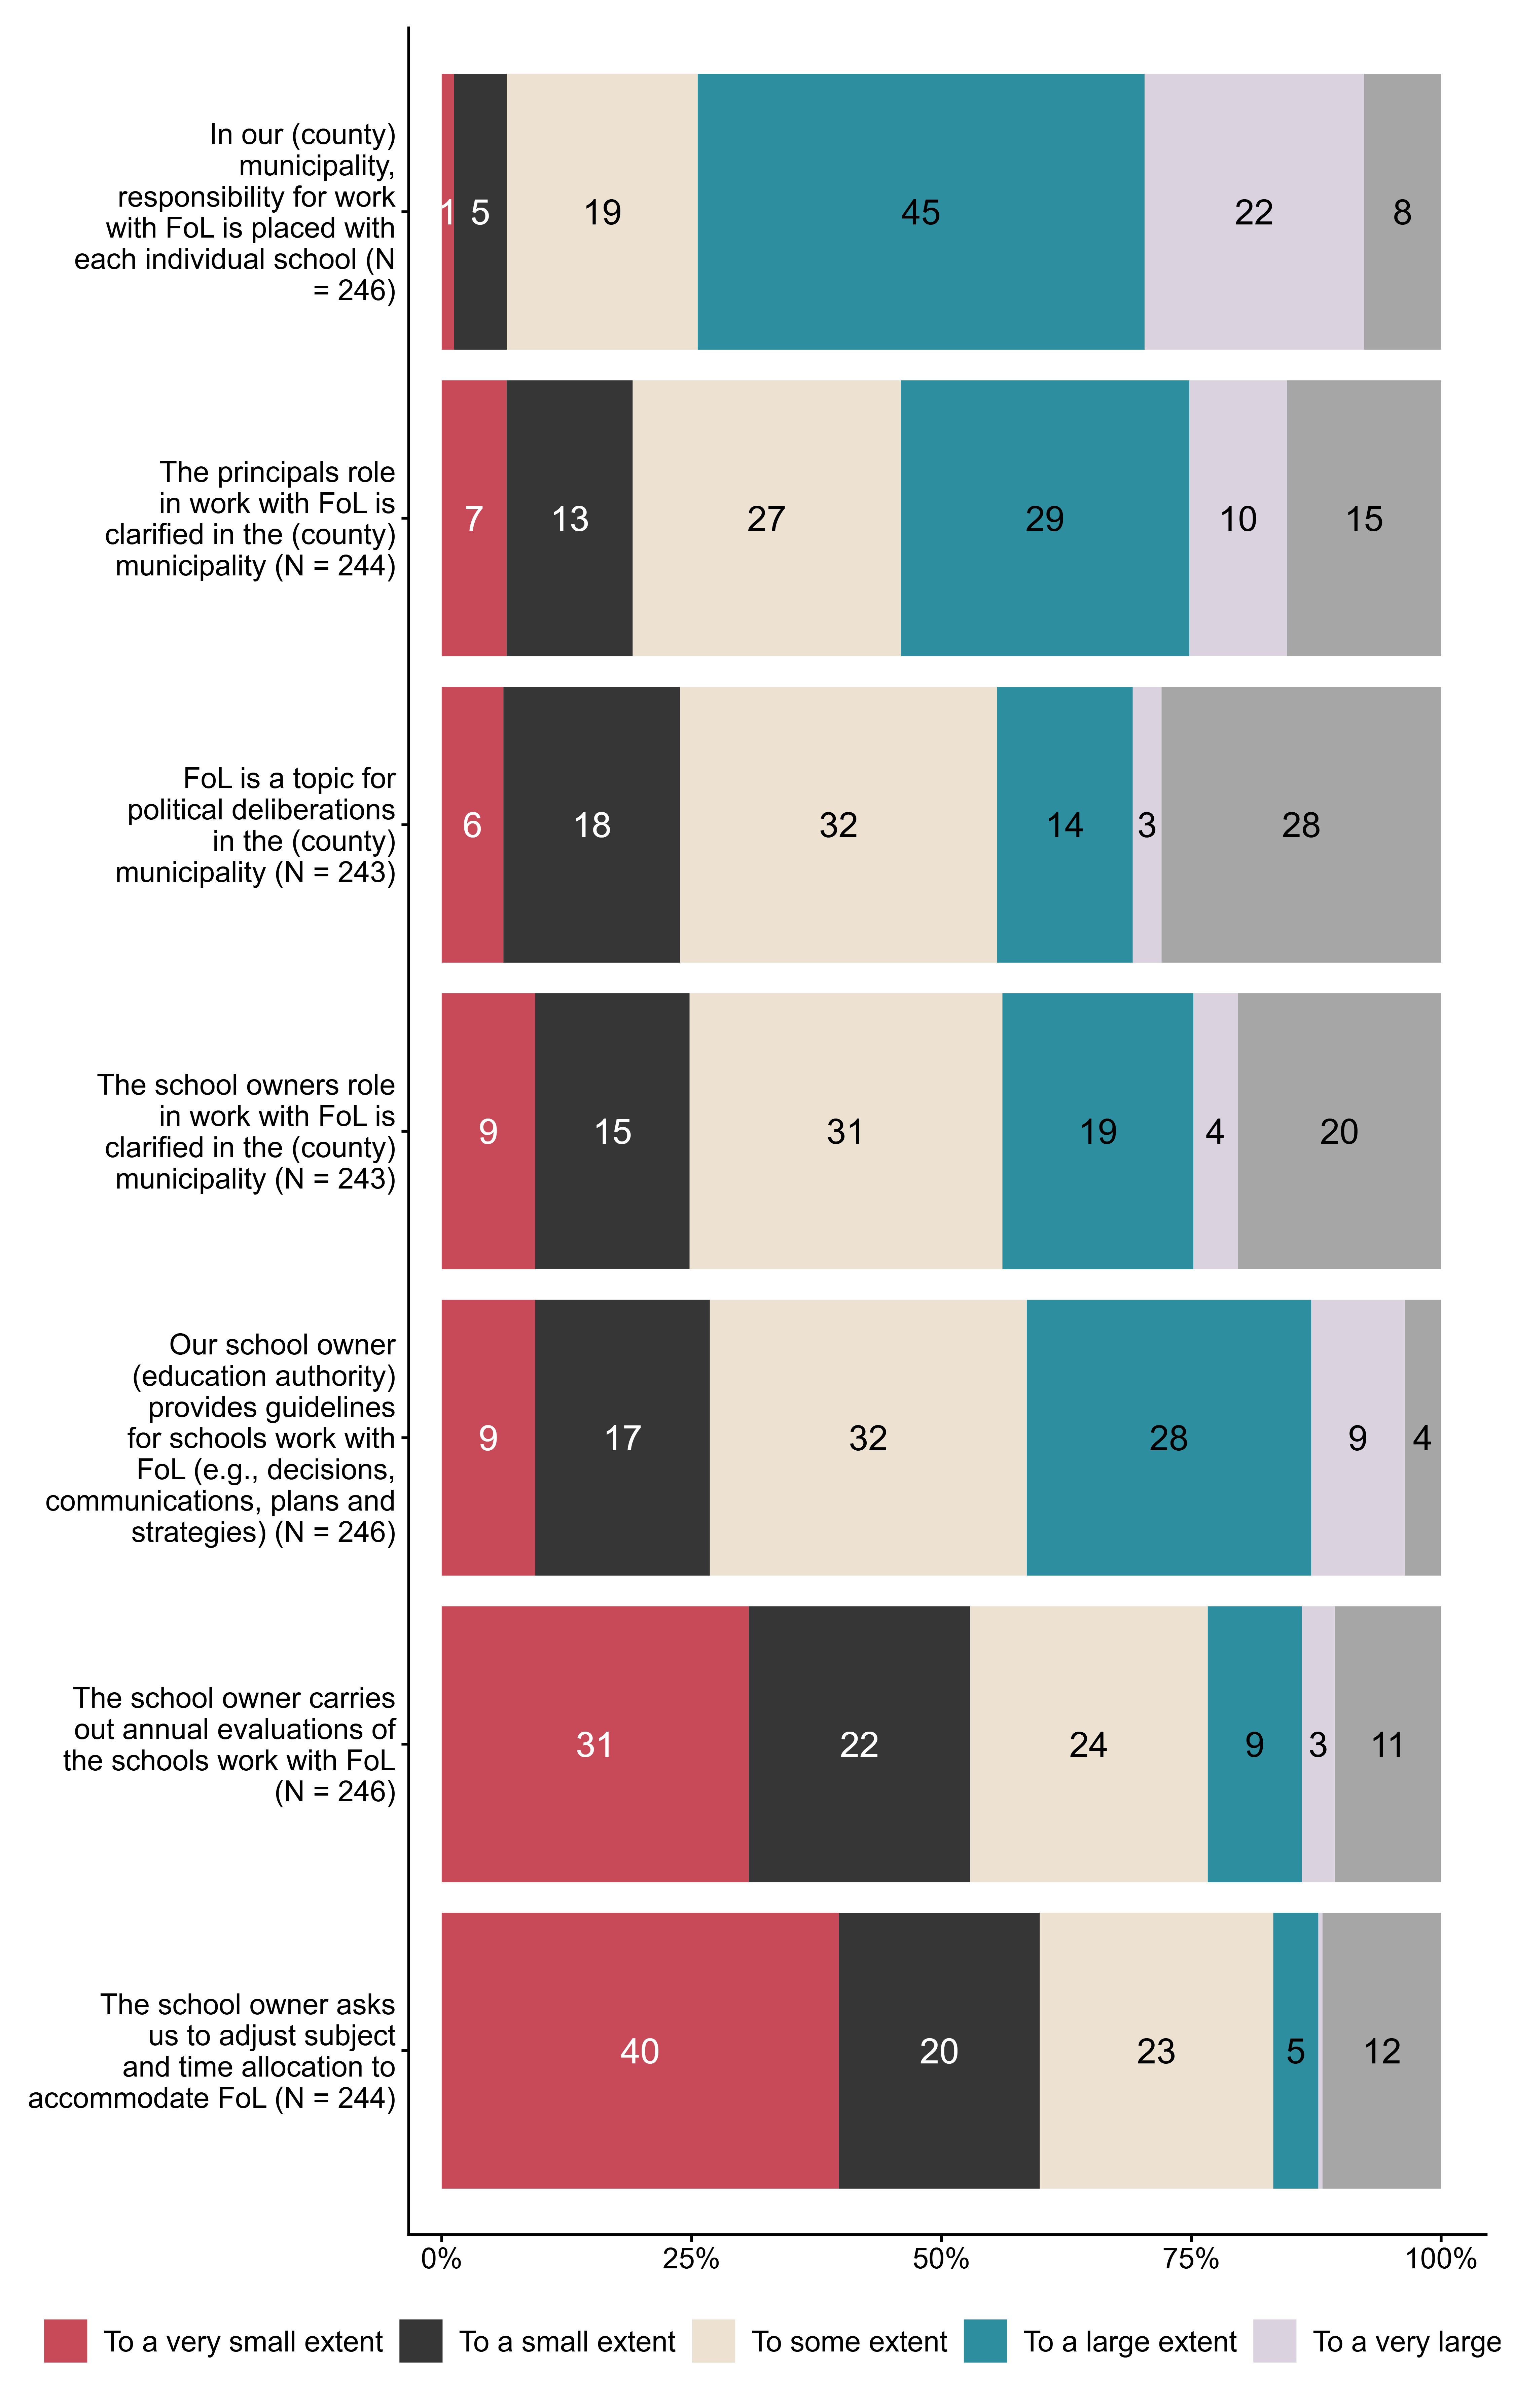 In our (county)
municipality,
responsibility for work
with FoL is placed with
each individual school (N
= 246)
1 5 19 45 22 8
The principals role
in work with FoL is
clarified in the (county)
municipality (N = 244)
7 13 27 29 10 15
FoL is a topic for
political deliberations
in the (county)
municipality (N = 243)
6 18 32 14 3 28
The school owners role
in work with FoL is
clarified in the (county)
municipality (N = 243)
9 15 31 19 4 20
Our school owner
(education authority)
provides guidelines
for schools work with
FoL (e.g., decisions,
communications, plans and
strategies) (N = 246)
9 17 32 28 9 4
The school owner carries
out annual evaluations of
the schools work with FoL
(N = 246)
31 22 24 9 3 11
The school owner asks
us to adjust subject
and time allocation to
accommodate FoL (N = 244)
40 20 23 5 12
0% 25% 50% 75% 100%
To a very small extent To a small extent To some extent To a large extent To a very large